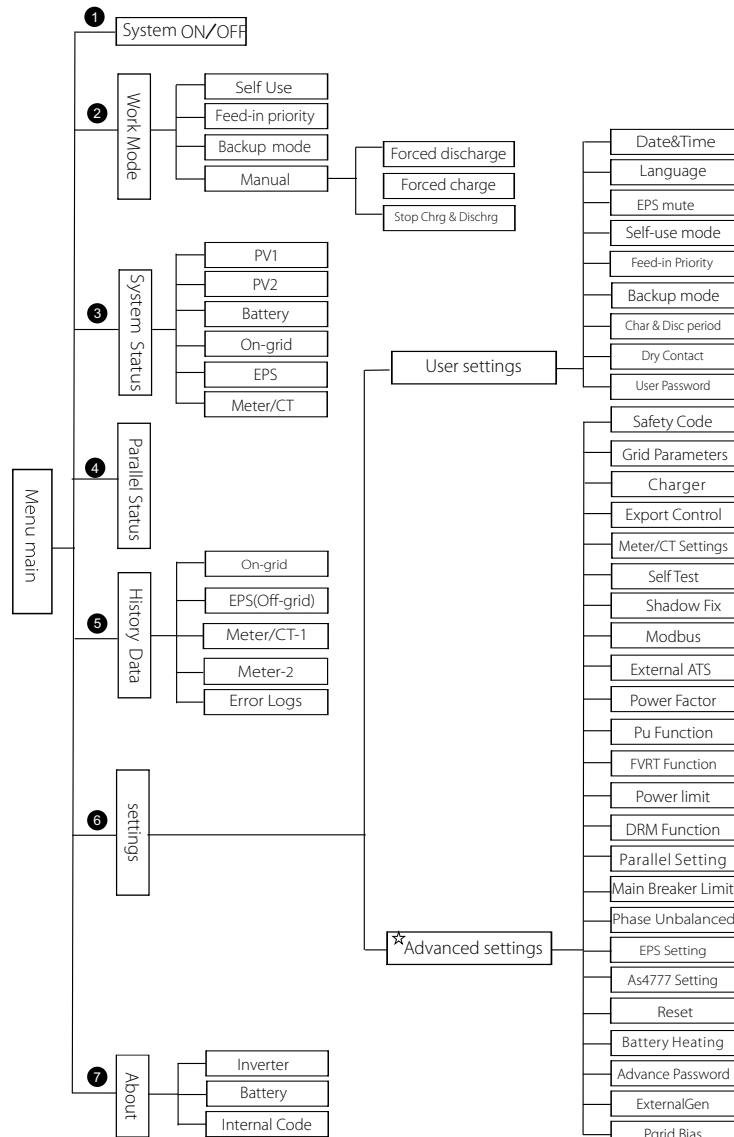 Menu main
1
System ON/OFF
2
Work Mode
Self Use
Feed-in priority
Backup mode
Manual
Forced discharge
Forced charge
Stop Chrg & Dischrg
3
System Status
PV1
PV2
Battery
On-grid
EPS
Meter/CT
4
Parallel Status
5
History Data
On-grid
EPS(Off-grid)
Meter/CT-1
Meter-2
Error Logs
6
settings
User settings
Date&Time
Language
EPS mute
Self-use mode
Feed-in Priority
Backup mode
Char & Disc period
Dry Contact
User Password
☆Advanced settings
Safety Code
Grid Parameters
Charger
Export Control
Meter/CT Settings
Self Test
Shadow Fix
Modbus
External ATS
Power Factor
Pu Function
FVRT Function
Power limit
DRM Function
Parallel Setting
Main Breaker Limit
Phase Unbalanced
EPS Setting
As4777 Setting
Reset
Battery Heating
Advance Password
ExternalGen
Pgrid Bias
7
About
Inverter
Battery
Internal Code